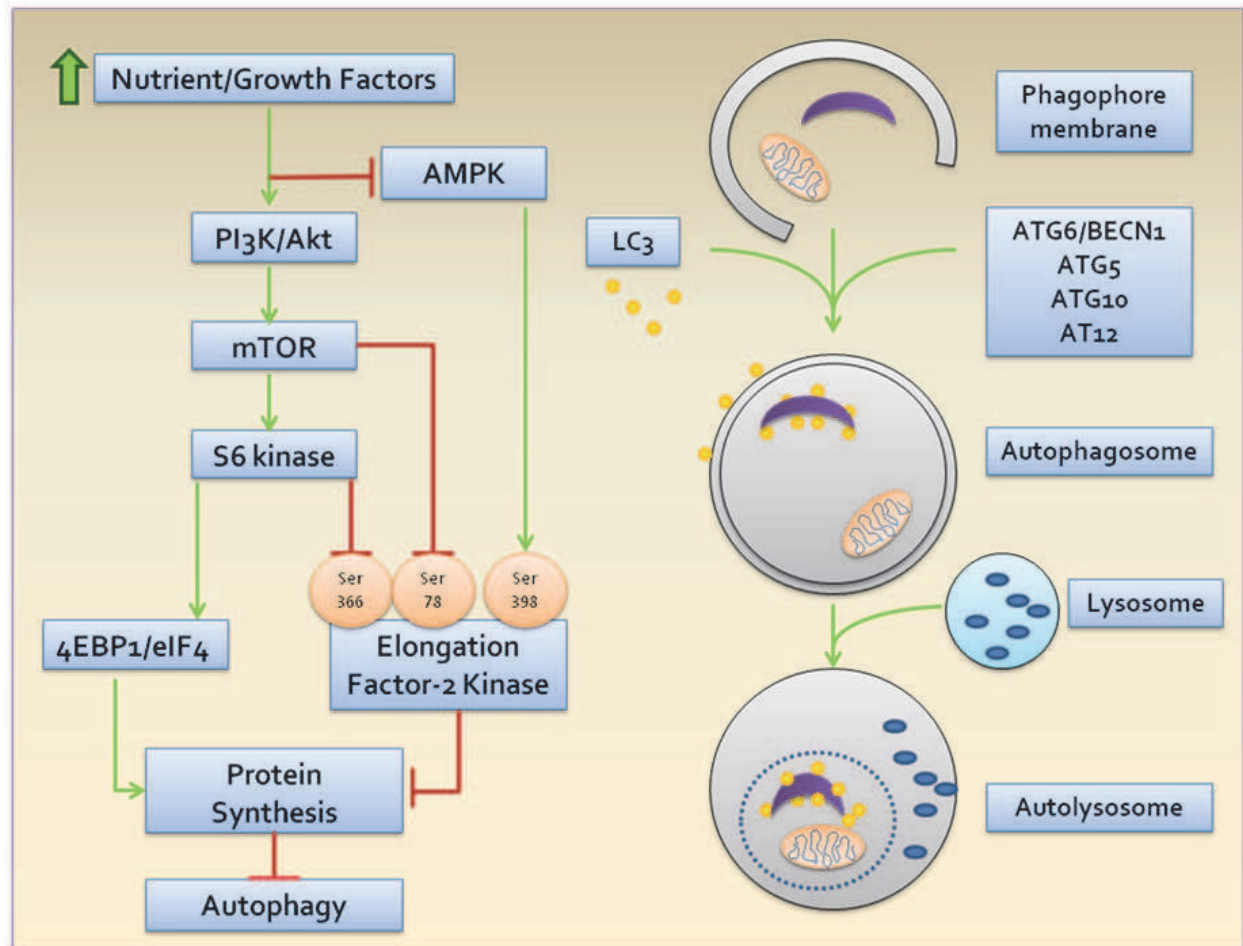 Nutrient/Growth Factors
AMPK
PI3K/Akt
mTOR
S6 kinase
Ser
366
Ser
78
Ser
398
4EBP1/eIF4
Elongation
Factor-2 Kinase
Protein
Synthesis
Autophagy
Phagophore
membrane
LC3
ATG6/BECN1
ATG5
ATG10
AT12
Autophagosome
Lysosome
Autolysosome